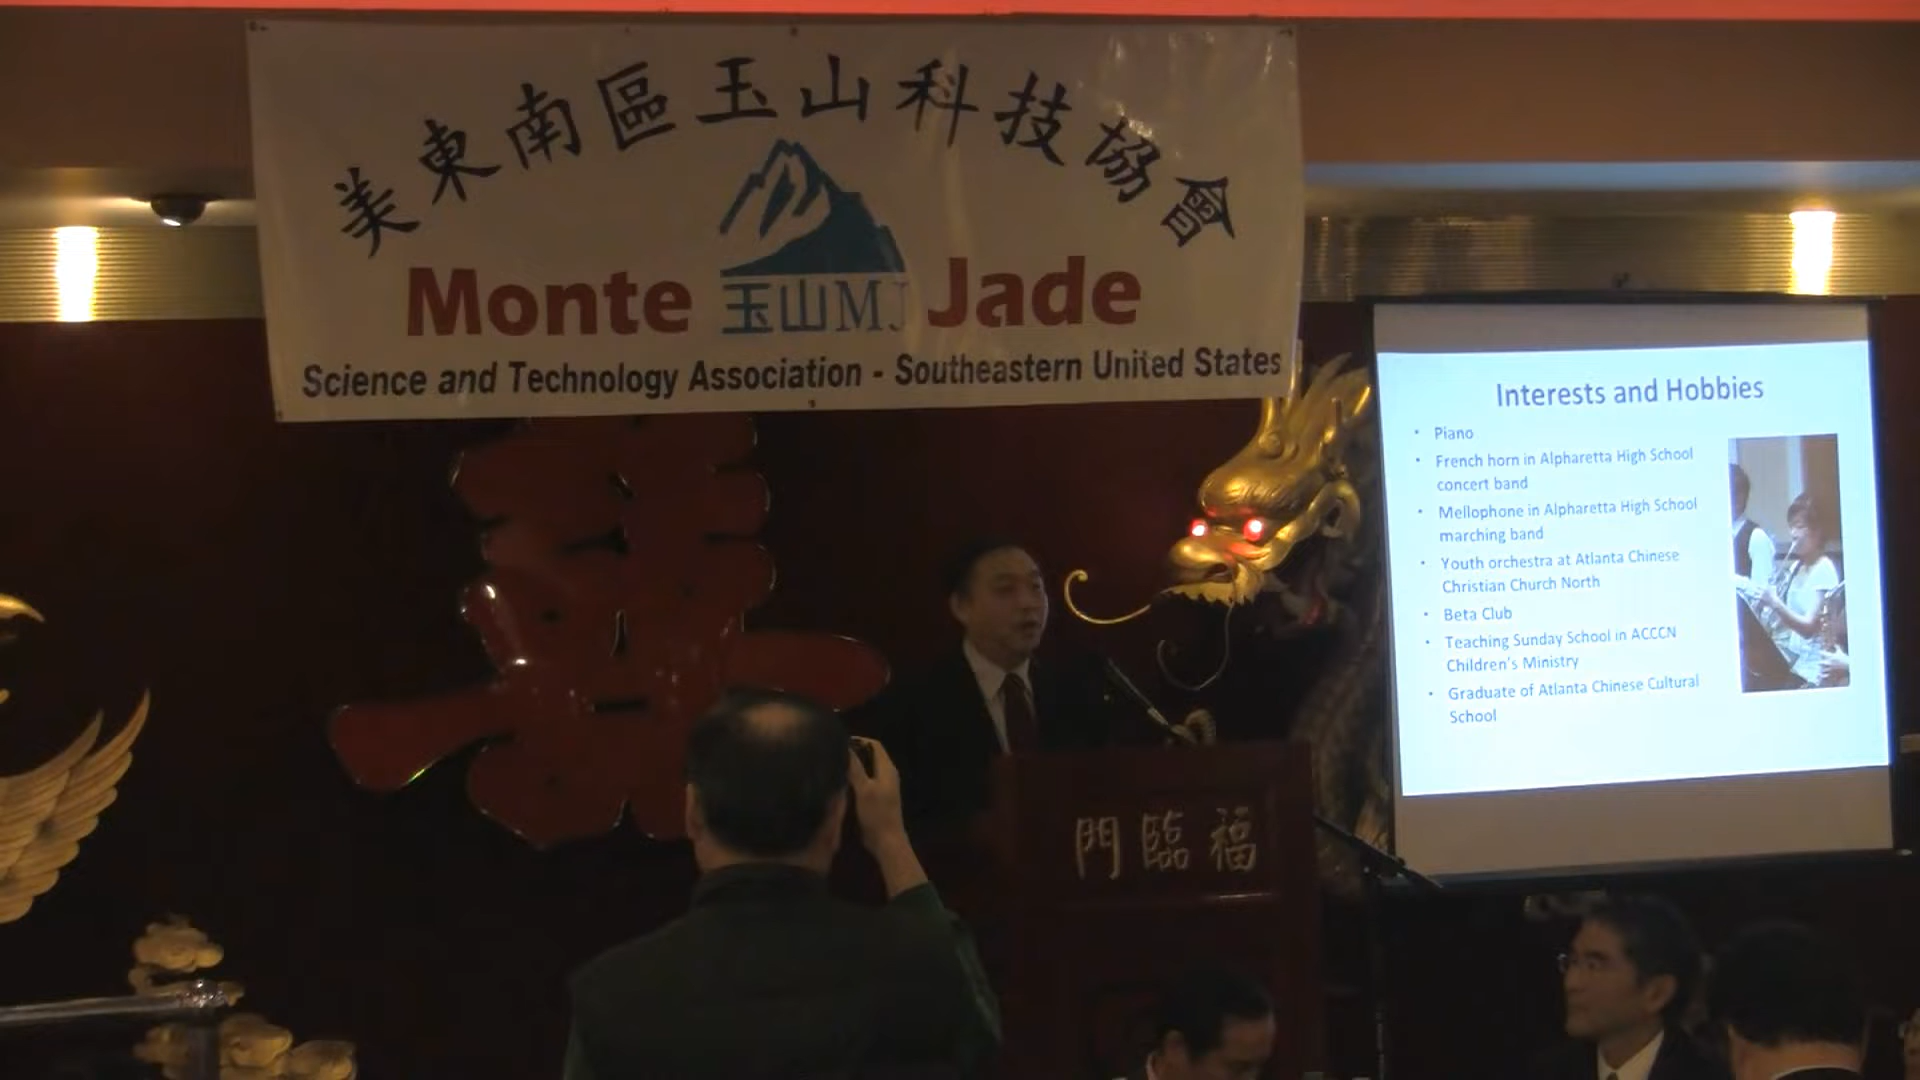 美東南區玉山科技協會
Monte 玉山MJ Jade
Science and Technology Association - Southeastern United States
Interests and Hobbies
• Piano
• French horn in Alpharetta High School
concert band
• Mellophone in Alpharetta High School
marching band
• Youth orchestra at Atlanta Chinese
Christian Church North
• Beta Club
• Teaching Sunday School in ACCCN
Children's Ministry
• Graduate of Atlanta Chinese Cultural
School
門臨福